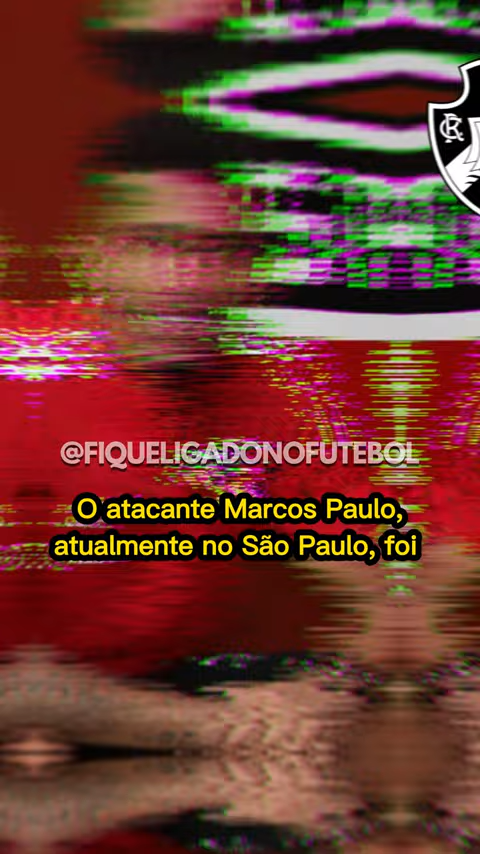 @FIQUELIGADONOFUTEBOL
O atacante Marcos Paulo,
atualmente no São Paulo, foi